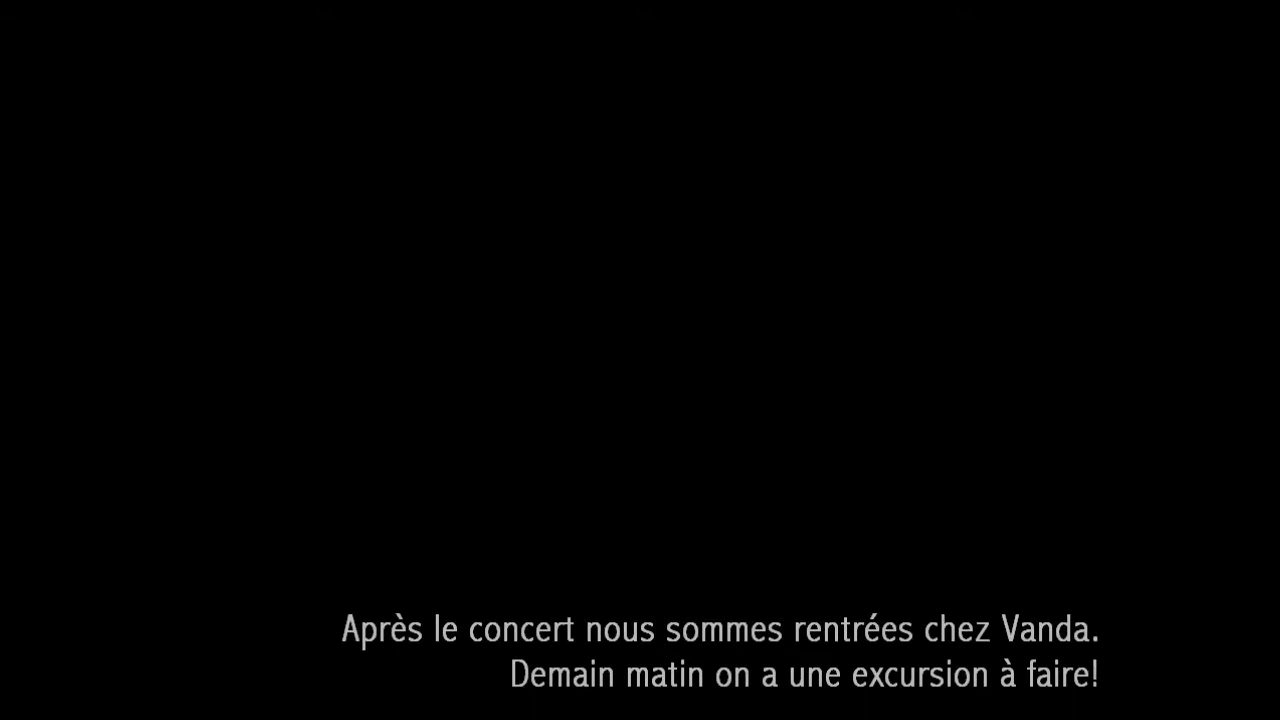 Après le concert nous sommes rentrées chez Vanda.
Demain matin on a une excursion à faire!